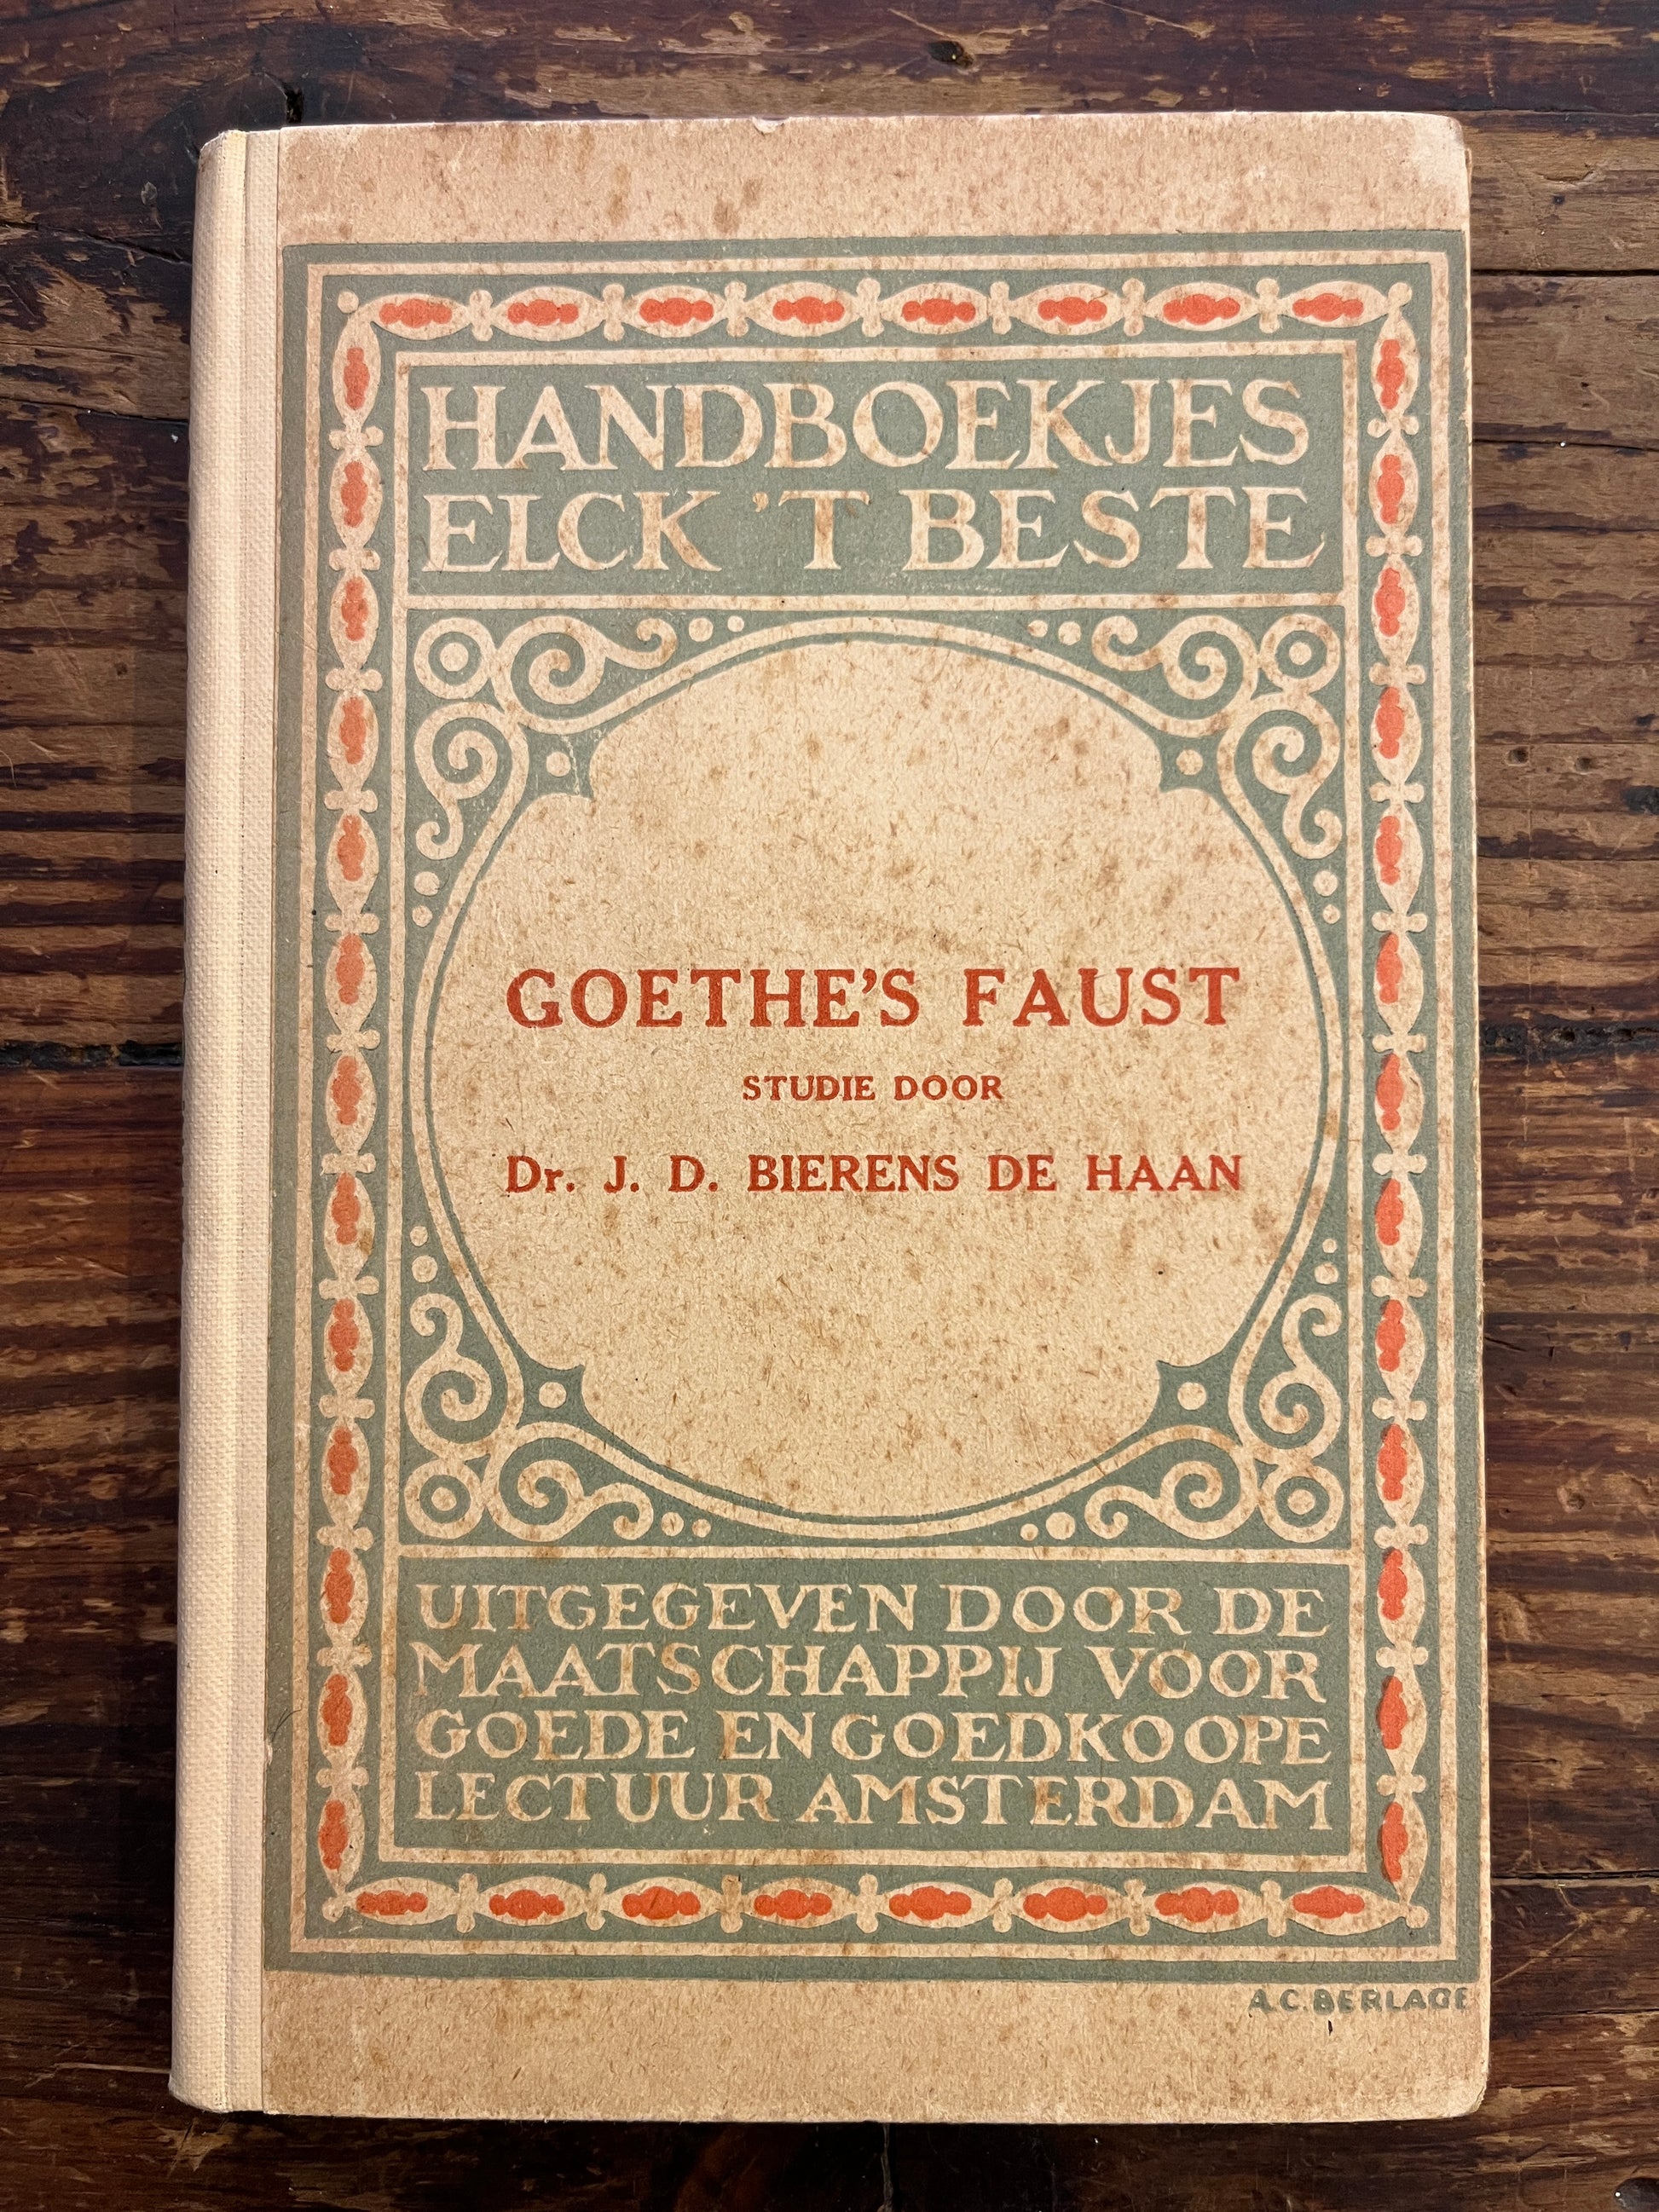 HANDBOEKJES
ELCK 'T BESTE
GOETHE'S FAUST
STUDIE DOOR
Dr. J. D. BIERENS DE HAAN
UITGEGEVEN DOOR DE
MAATSCHAPPIJ VOOR
GOEDE EN GOEDKOOPE
LECTUUR AMSTERDAM
A.C.BERLAGE